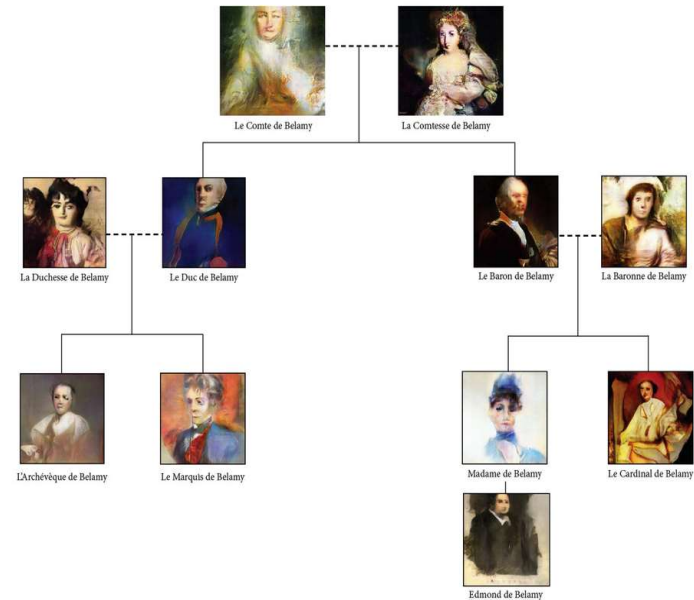 Le Comte de Belamy
La Comtesse de Belamy
La Duchesse de Belamy
Le Duc de Belamy
Le Baron de Belamy
La Baronne de Belamy
L'Archévèque de Belamy
Le Marquis de Belamy
Madame de Belamy
Le Cardinal de Belamy
Edmond de Belamy